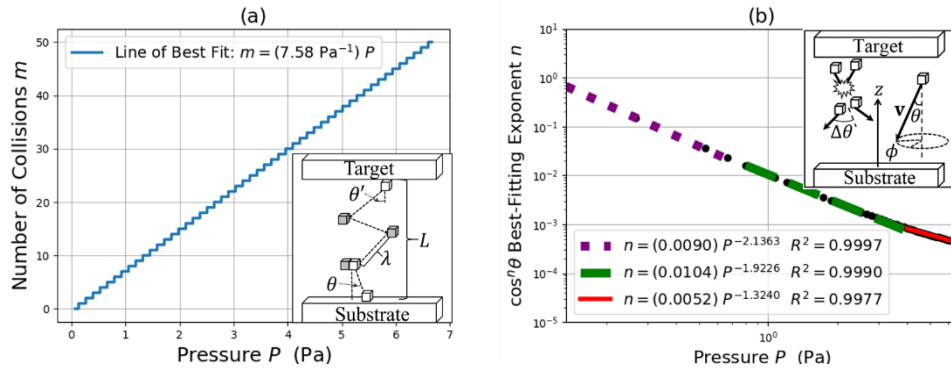 (a)
Number of Collisions m
50
40
30
20
10
0
Line of Best Fit: m = (7.58 Pa⁻¹) P
Target
θ′
L
λ
θ
Substrate
0 1 2 3 4 5 6 7
Pressure P (Pa)
(b)
cosⁿθ Best-Fitting Exponent n
10¹
10⁰
10⁻¹
10⁻²
10⁻³
10⁻⁴
10⁻⁵
Target
z
v
θ
Δθ
ϕ
Substrate
n = (0.0090) P⁻²·¹³⁶³ R² = 0.9997
n = (0.0104) P⁻¹·⁹²²⁶ R² = 0.9990
n = (0.0052) P⁻¹·³²⁴⁰ R² = 0.9977
10⁰
Pressure P (Pa)